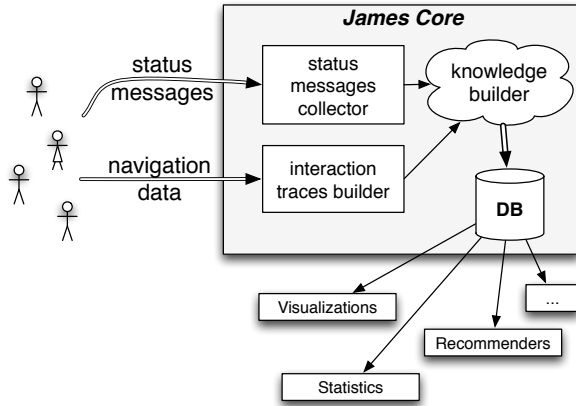 James Core
status
messages
status
messages
collector
knowledge
builder
navigation
data
interaction
traces builder
DB
Visualizations
...
Recommenders
Statistics